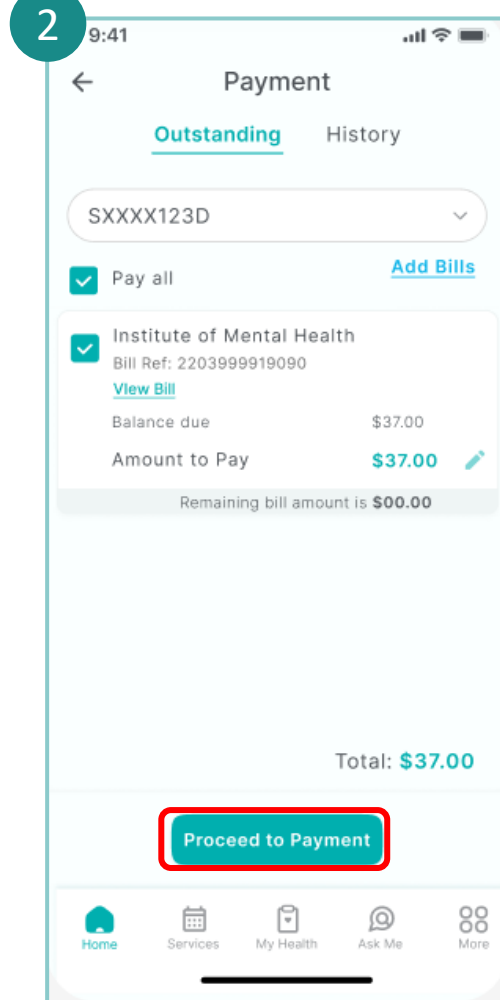 2
9:41
Payment
Outstanding History
SXXXX123D
Add Bills
Pay all
Institute of Mental Health
Bill Ref: 2203999919090
VIew Bill
Balance due $37.00
Amount to Pay $37.00
Remaining bill amount is $00.00
Total: $37.00
Proceed to Payment
Home Services My Health Ask Me More